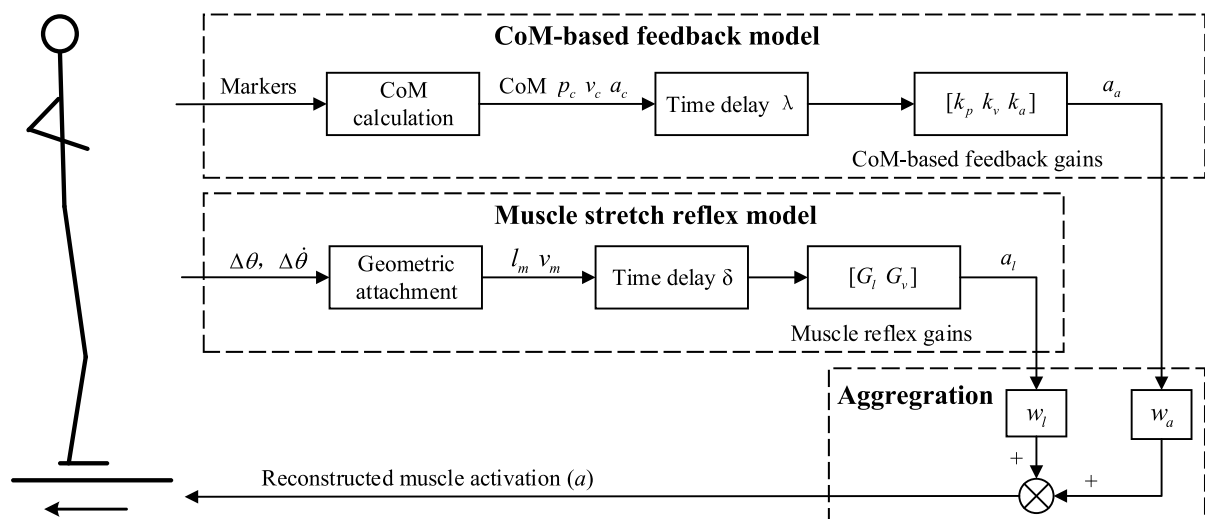 CoM-based feedback model
Markers
CoM
calculation
CoM p_c v_c a_c
Time delay λ
[k_p k_v k_a]
a_a
CoM-based feedback gains
Muscle stretch reflex model
Δθ, Δθ̇
Geometric
attachment
l_m v_m
Time delay δ
[G_l G_v]
a_l
Muscle reflex gains
Aggregration
w_l
w_a
+
+
Reconstructed muscle activation (a)